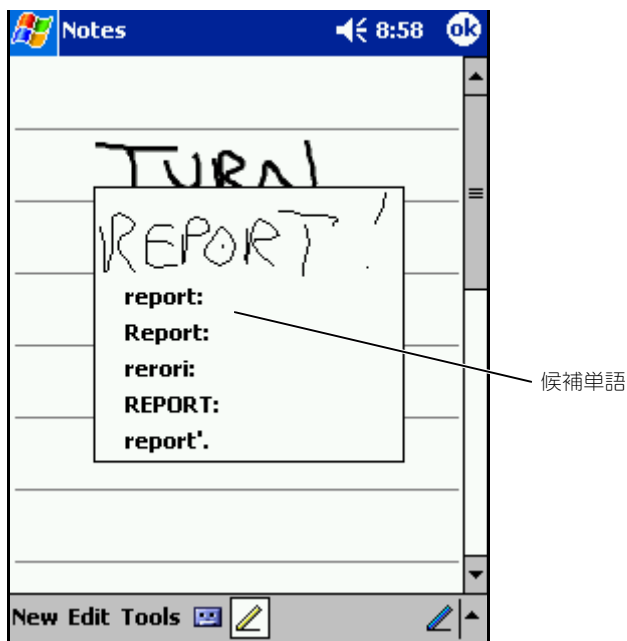 Notes 8:58 ok
TURN
REPORT!
report:
Report:
rerori:
REPORT:
report'.
候補単語
New Edit Tools